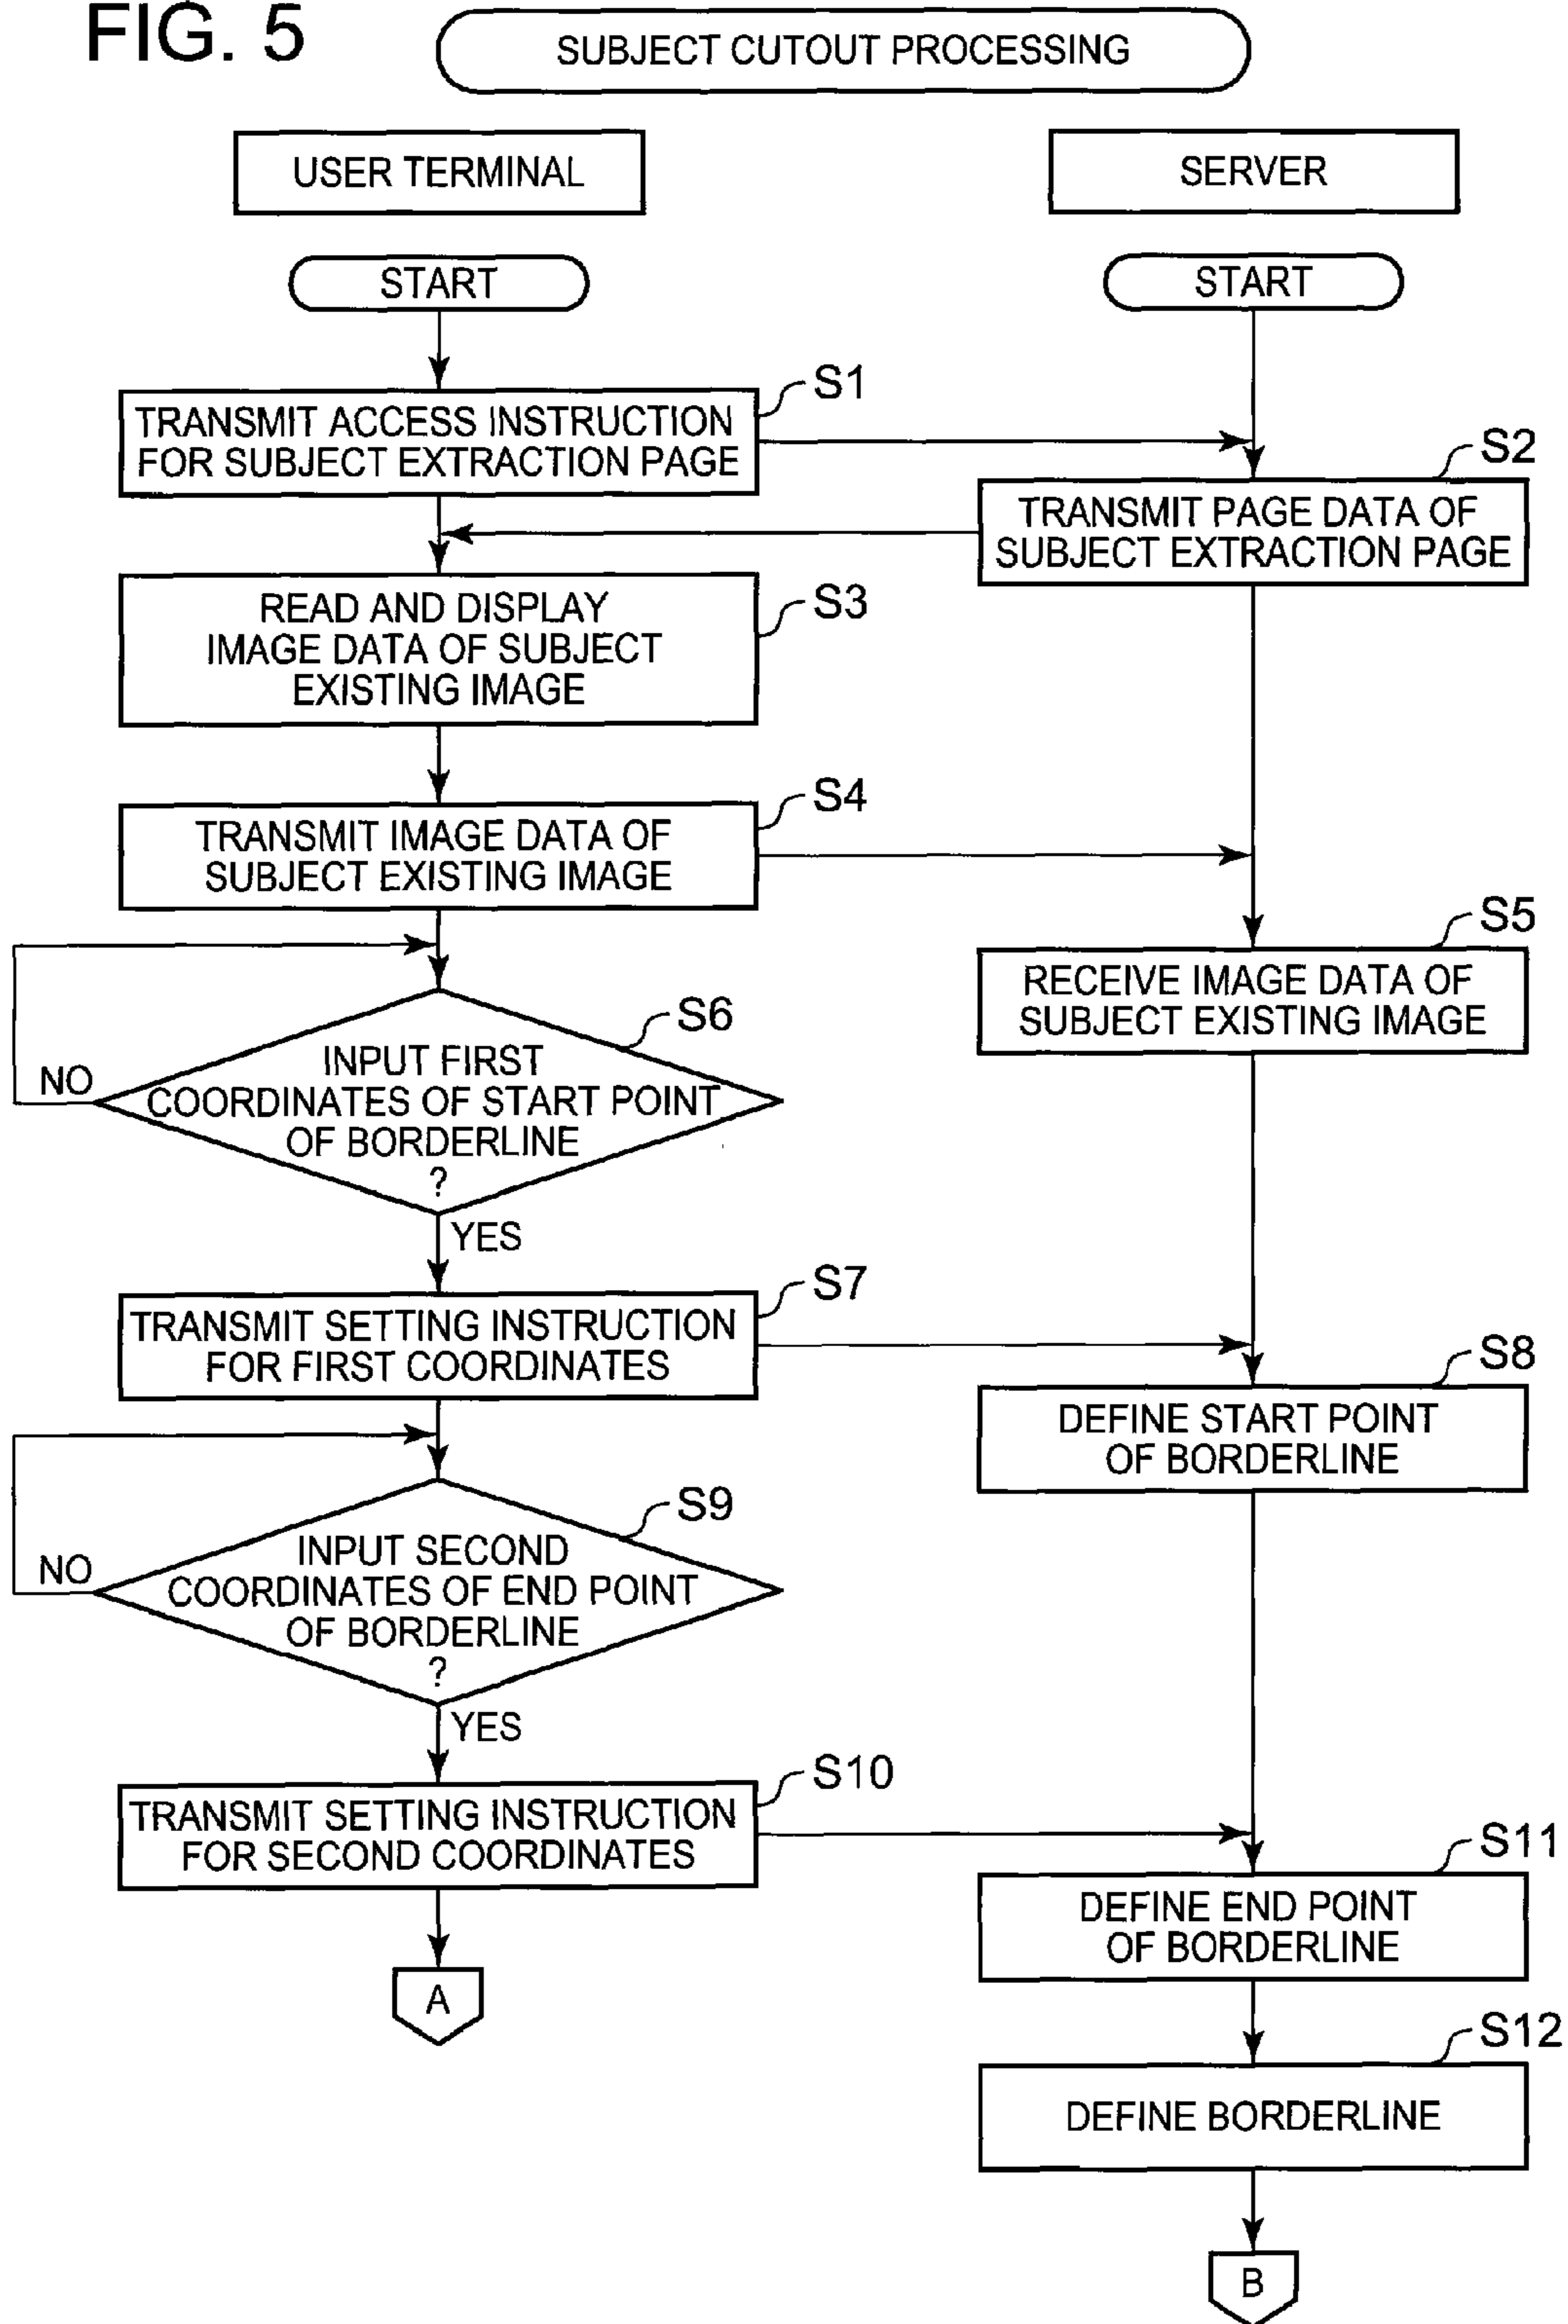 FIG. 5
SUBJECT CUTOUT PROCESSING
USER TERMINAL
SERVER
START
START
S1
TRANSMIT ACCESS INSTRUCTION
FOR SUBJECT EXTRACTION PAGE
S2
TRANSMIT PAGE DATA OF
SUBJECT EXTRACTION PAGE
S3
READ AND DISPLAY
IMAGE DATA OF SUBJECT
EXISTING IMAGE
S4
TRANSMIT IMAGE DATA OF
SUBJECT EXISTING IMAGE
S5
RECEIVE IMAGE DATA OF
SUBJECT EXISTING IMAGE
S6
INPUT FIRST
COORDINATES OF START POINT
OF BORDERLINE
?
NO
YES
S7
TRANSMIT SETTING INSTRUCTION
FOR FIRST COORDINATES
S8
DEFINE START POINT
OF BORDERLINE
S9
INPUT SECOND
COORDINATES OF END POINT
OF BORDERLINE
?
NO
YES
S10
TRANSMIT SETTING INSTRUCTION
FOR SECOND COORDINATES
S11
DEFINE END POINT
OF BORDERLINE
A
S12
DEFINE BORDERLINE
B